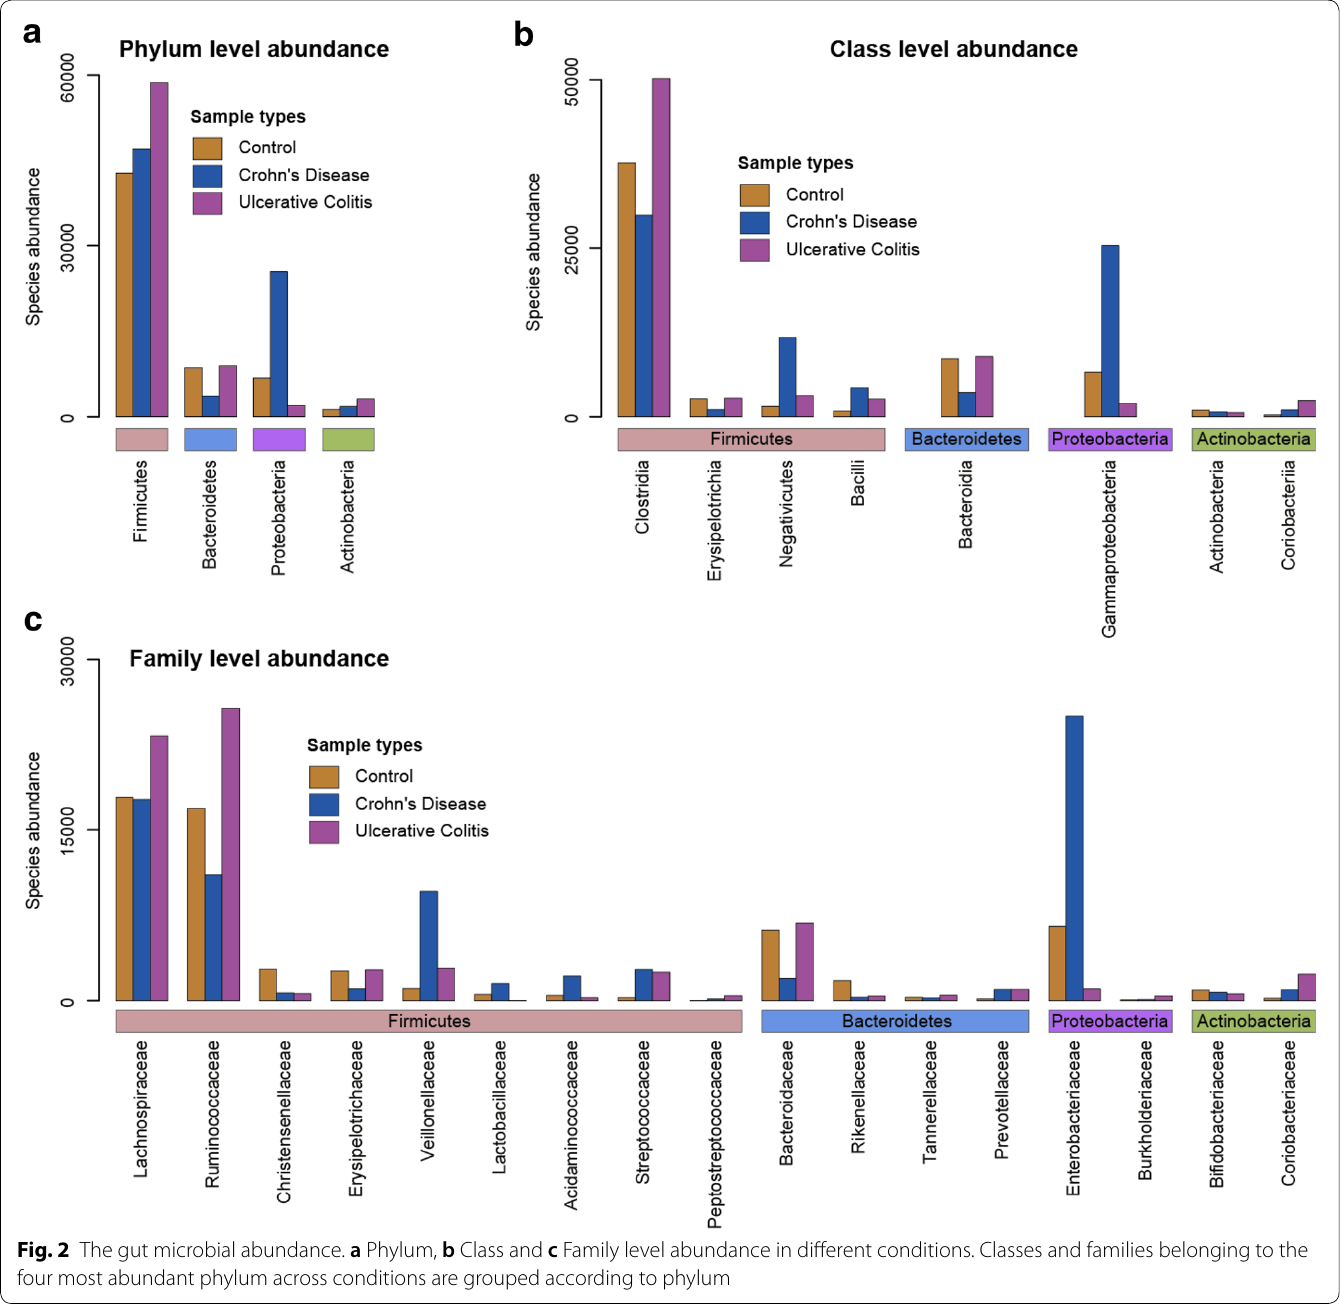 a
Phylum level abundance
60000
30000
0
Species abundance
Sample types
Control
Crohn's Disease
Ulcerative Colitis
Firmicutes
Bacteroidetes
Proteobacteria
Actinobacteria
b
Class level abundance
50000
25000
0
Species abundance
Sample types
Control
Crohn's Disease
Ulcerative Colitis
Firmicutes
Bacteroidetes
Proteobacteria
Actinobacteria
Clostridia
Erysipelotrichia
Negativicutes
Bacilli
Bacteroidia
Gammaproteobacteria
Actinobacteria
Coriobacteriia
c
Family level abundance
30000
15000
0
Species abundance
Sample types
Control
Crohn's Disease
Ulcerative Colitis
Firmicutes
Bacteroidetes
Proteobacteria
Actinobacteria
Lachnospiraceae
Ruminococcaceae
Christensenellaceae
Erysipelotrichaceae
Veillonellaceae
Lactobacillaceae
Acidaminococcaceae
Streptococcaceae
Peptostreptococcaceae
Bacteroidaceae
Rikenellaceae
Tannerellaceae
Prevotellaceae
Enterobacteriaceae
Burkholderiaceae
Bifidobacteriaceae
Coriobacteriaceae
Fig. 2 The gut microbial abundance. a Phylum, b Class and c Family level abundance in different conditions. Classes and families belonging to the
four most abundant phylum across conditions are grouped according to phylum